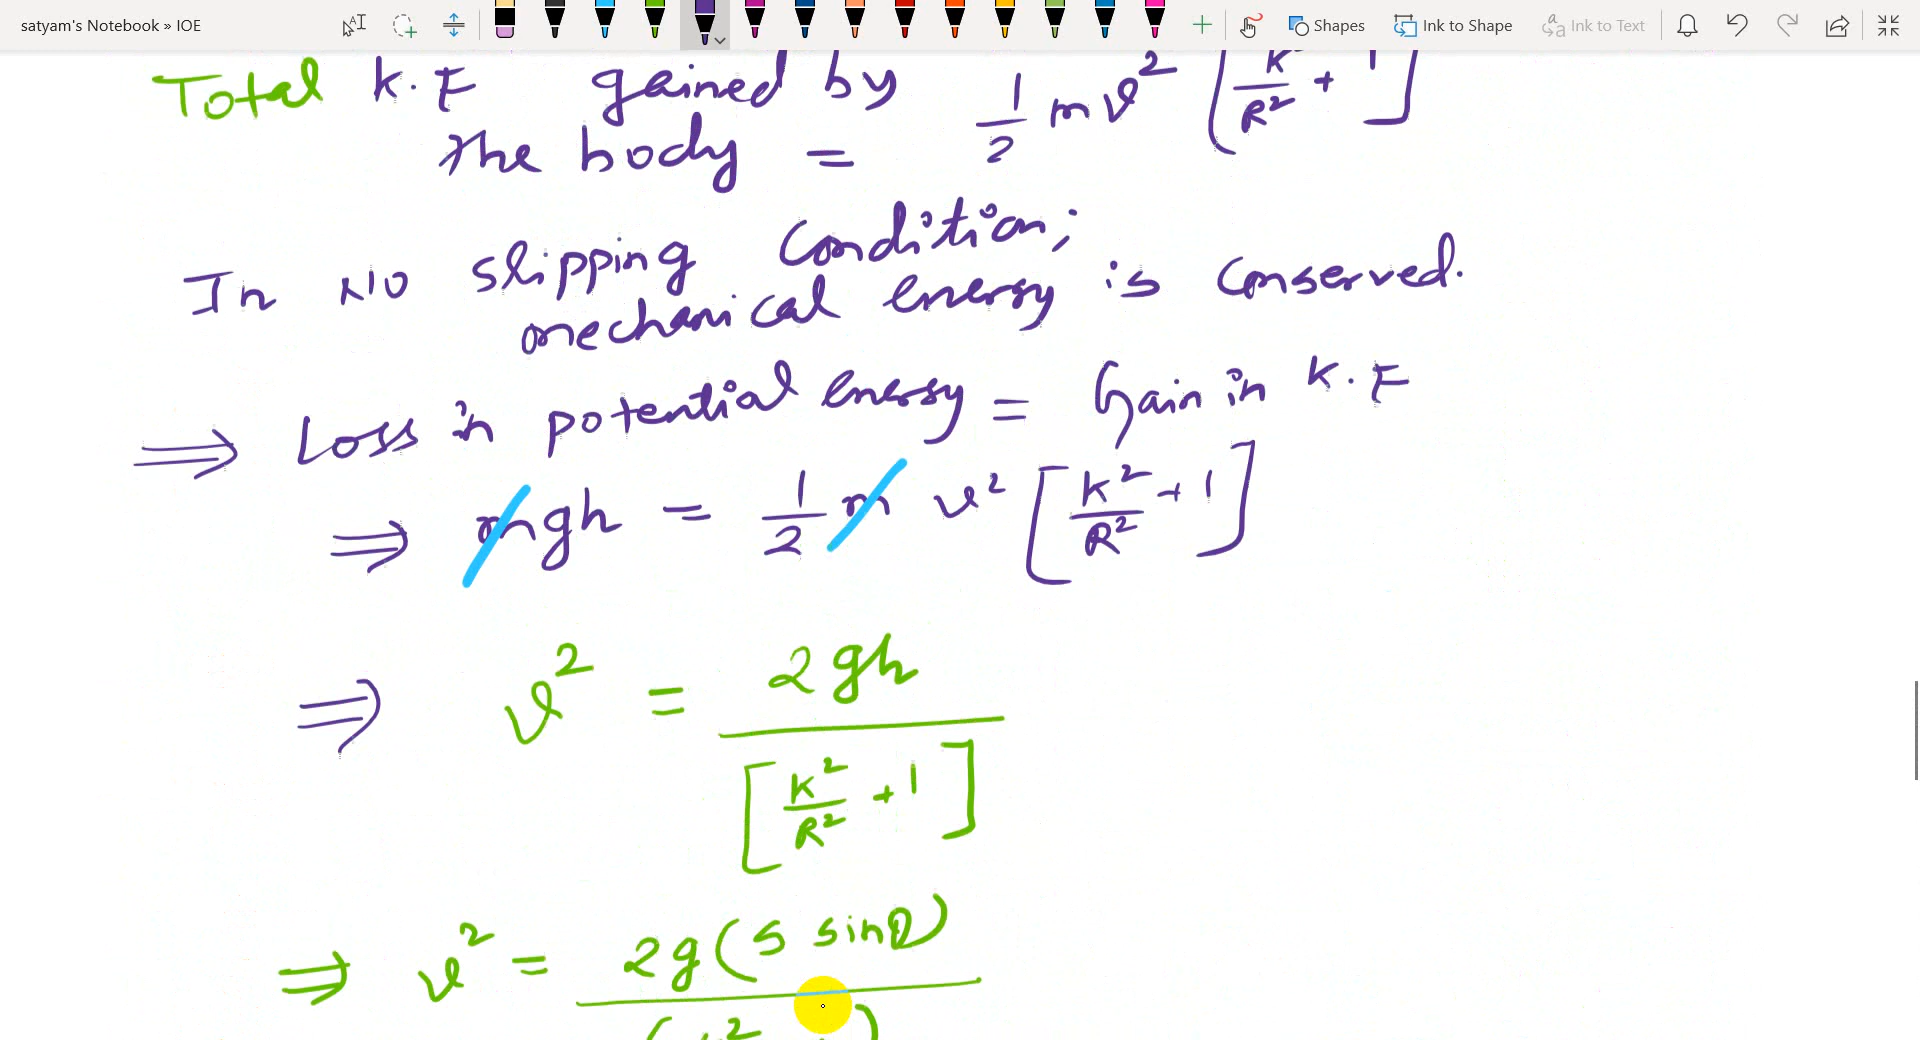 satyam's Notebook » IOE
Shapes Ink to Shape Ink to Text
Total K.E gained by
the body = 1/2 m v² [K/R² + 1]
In No slipping condition;
mechanical energy is conserved.
⇒ Loss in potential energy = Gain in K.E
⇒ mgh = 1/2 m v² [K²/R² + 1]
⇒ v² = 2gh / [K²/R² + 1]
⇒ v² = 2g(s sinθ)